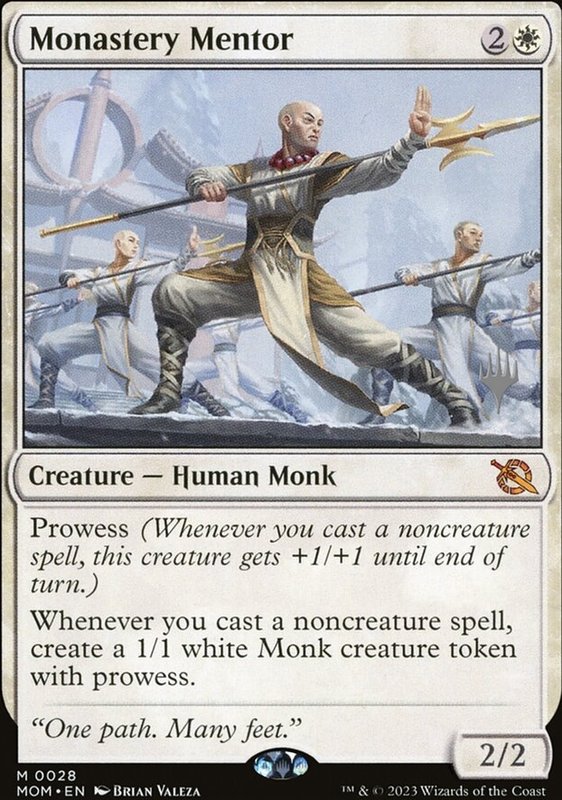 Monastery Mentor 2
Creature — Human Monk
Prowess (Whenever you cast a noncreature
spell, this creature gets +1/+1 until end of
turn.)
Whenever you cast a noncreature spell,
create a 1/1 white Monk creature token
with prowess.
“One path. Many feet.”
2/2
M 0028
MOM • EN Brian Valeza
™ & © 2023 Wizards of the Coast